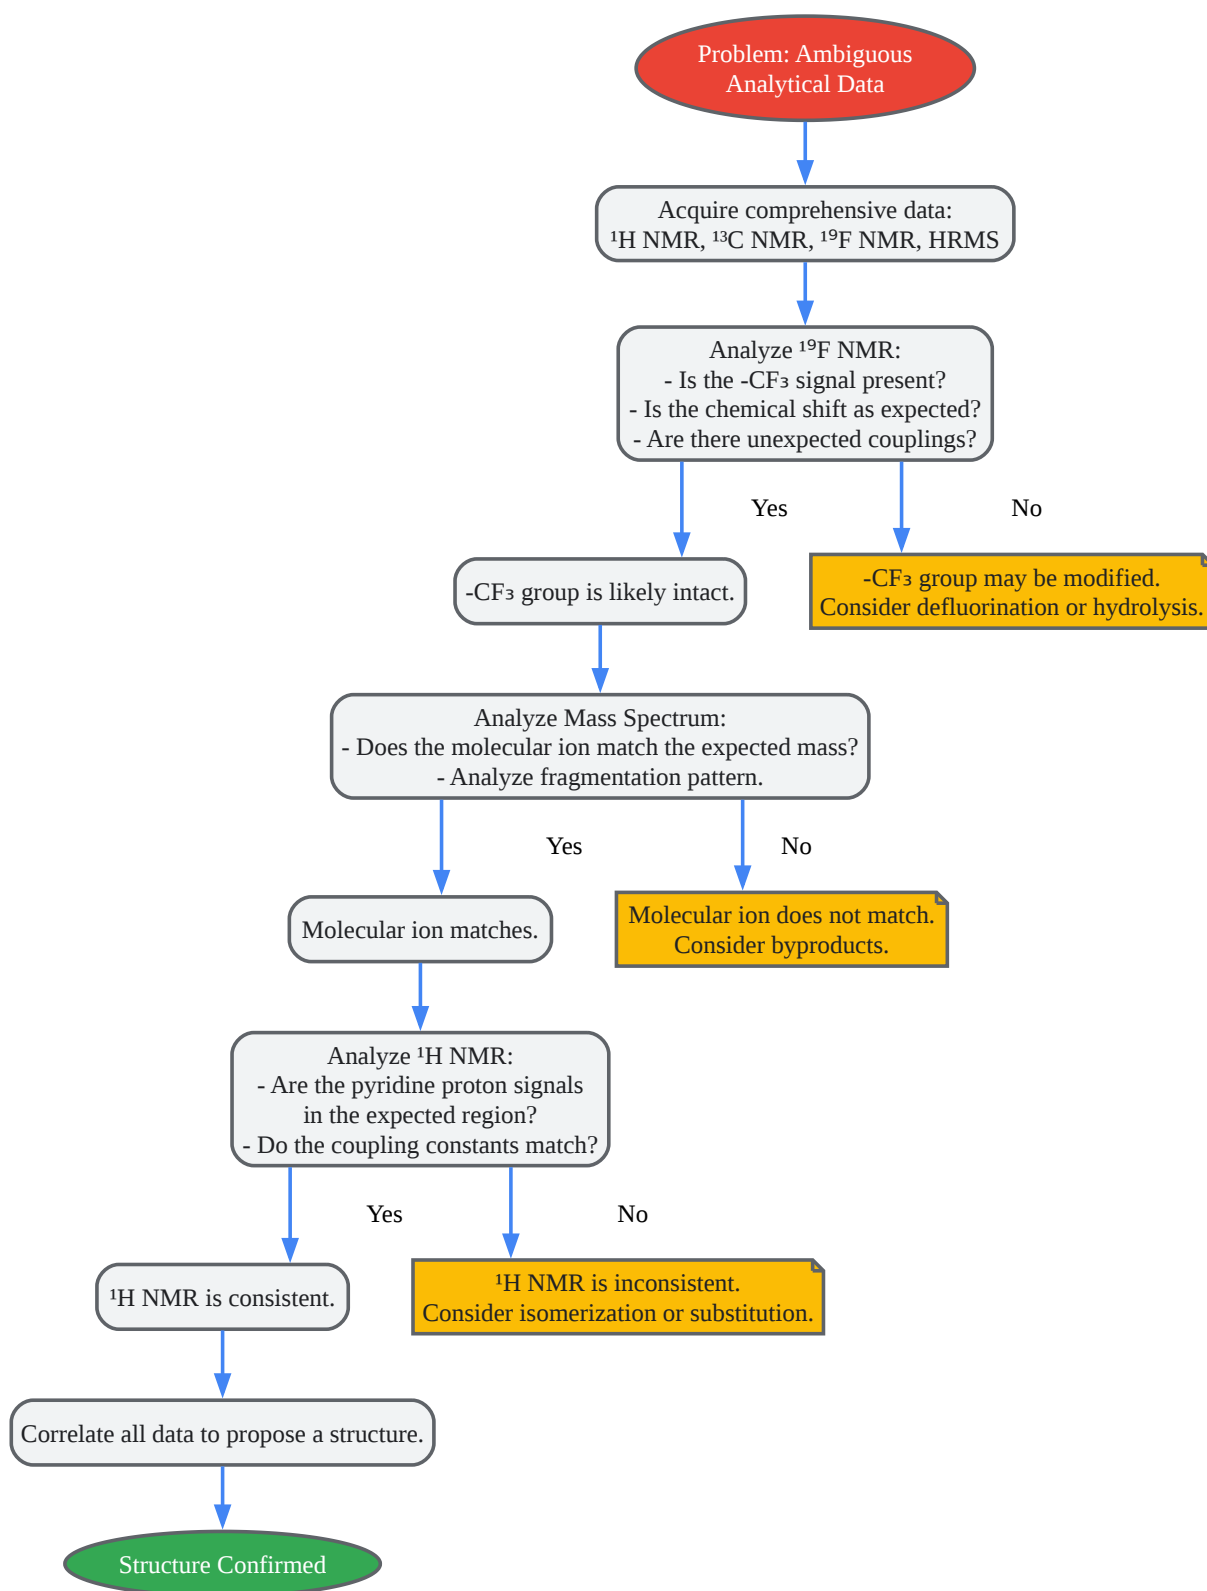 Problem: Ambiguous
Analytical Data
Acquire comprehensive data:
¹H NMR, ¹³C NMR, ¹⁹F NMR, HRMS
Analyze ¹⁹F NMR:
- Is the -CF₃ signal present?
- Is the chemical shift as expected?
- Are there unexpected couplings?
Yes
No
-CF₃ group is likely intact.
-CF₃ group may be modified.
Consider defluorination or hydrolysis.
Analyze Mass Spectrum:
- Does the molecular ion match the expected mass?
- Analyze fragmentation pattern.
Yes
No
Molecular ion matches.
Molecular ion does not match.
Consider byproducts.
Analyze ¹H NMR:
- Are the pyridine proton signals
in the expected region?
- Do the coupling constants match?
Yes
No
¹H NMR is consistent.
¹H NMR is inconsistent.
Consider isomerization or substitution.
Correlate all data to propose a structure.
Structure Confirmed